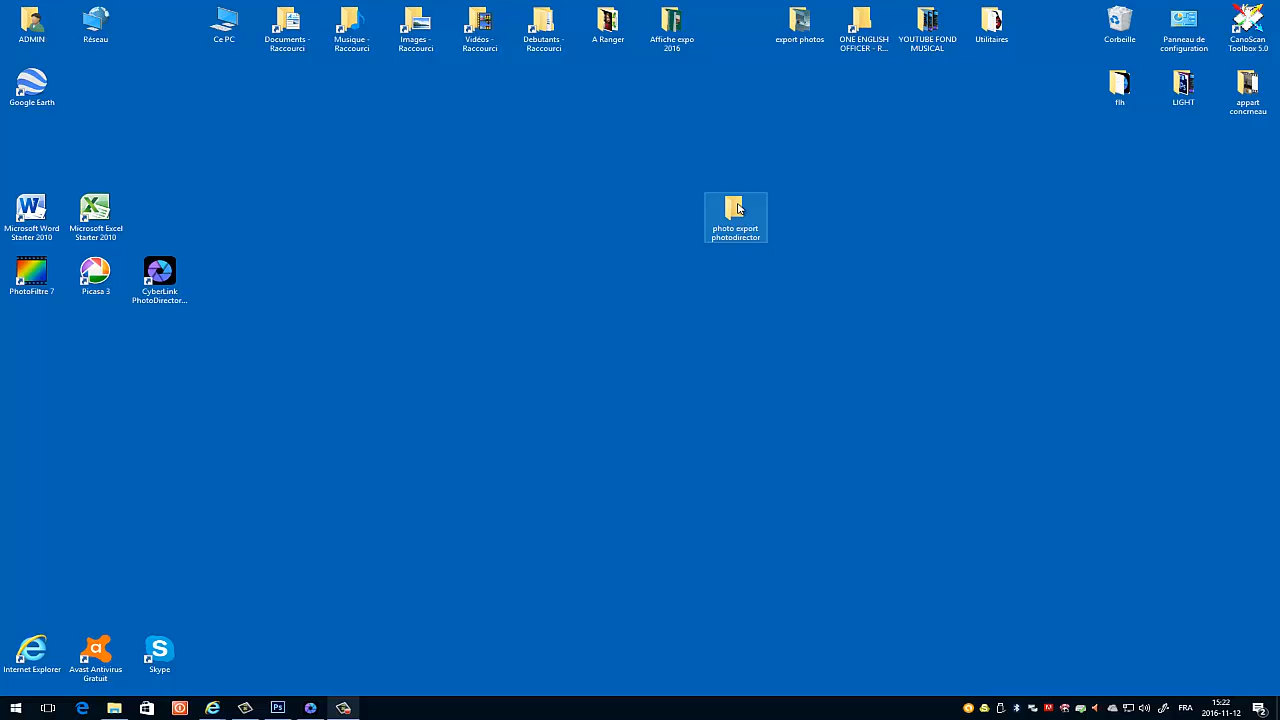 ADMIN
Réseau
Ce PC
Documents -
Raccourci
Musique -
Raccourci
Images -
Raccourci
Vidéos -
Raccourci
Debutants -
Raccourci
A Ranger
Affiche expo
2016
export photos
ONE ENGLISH
OFFICER - R...
YOUTUBE FOND
MUSICAL
Utilitaires
Corbeille
Panneau de
configuration
CanoScan
Toolbox 5.0
Google Earth
flh
LIGHT
appart
concrneau
Microsoft Word
Starter 2010
Microsoft Excel
Starter 2010
photo export
photodirector
PhotoFiltre 7
Picasa 3
CyberLink
PhotoDirector...
Internet Explorer
Avast Antivirus
Gratuit
Skype
Ps
FRA
15:22
2016-11-12
2